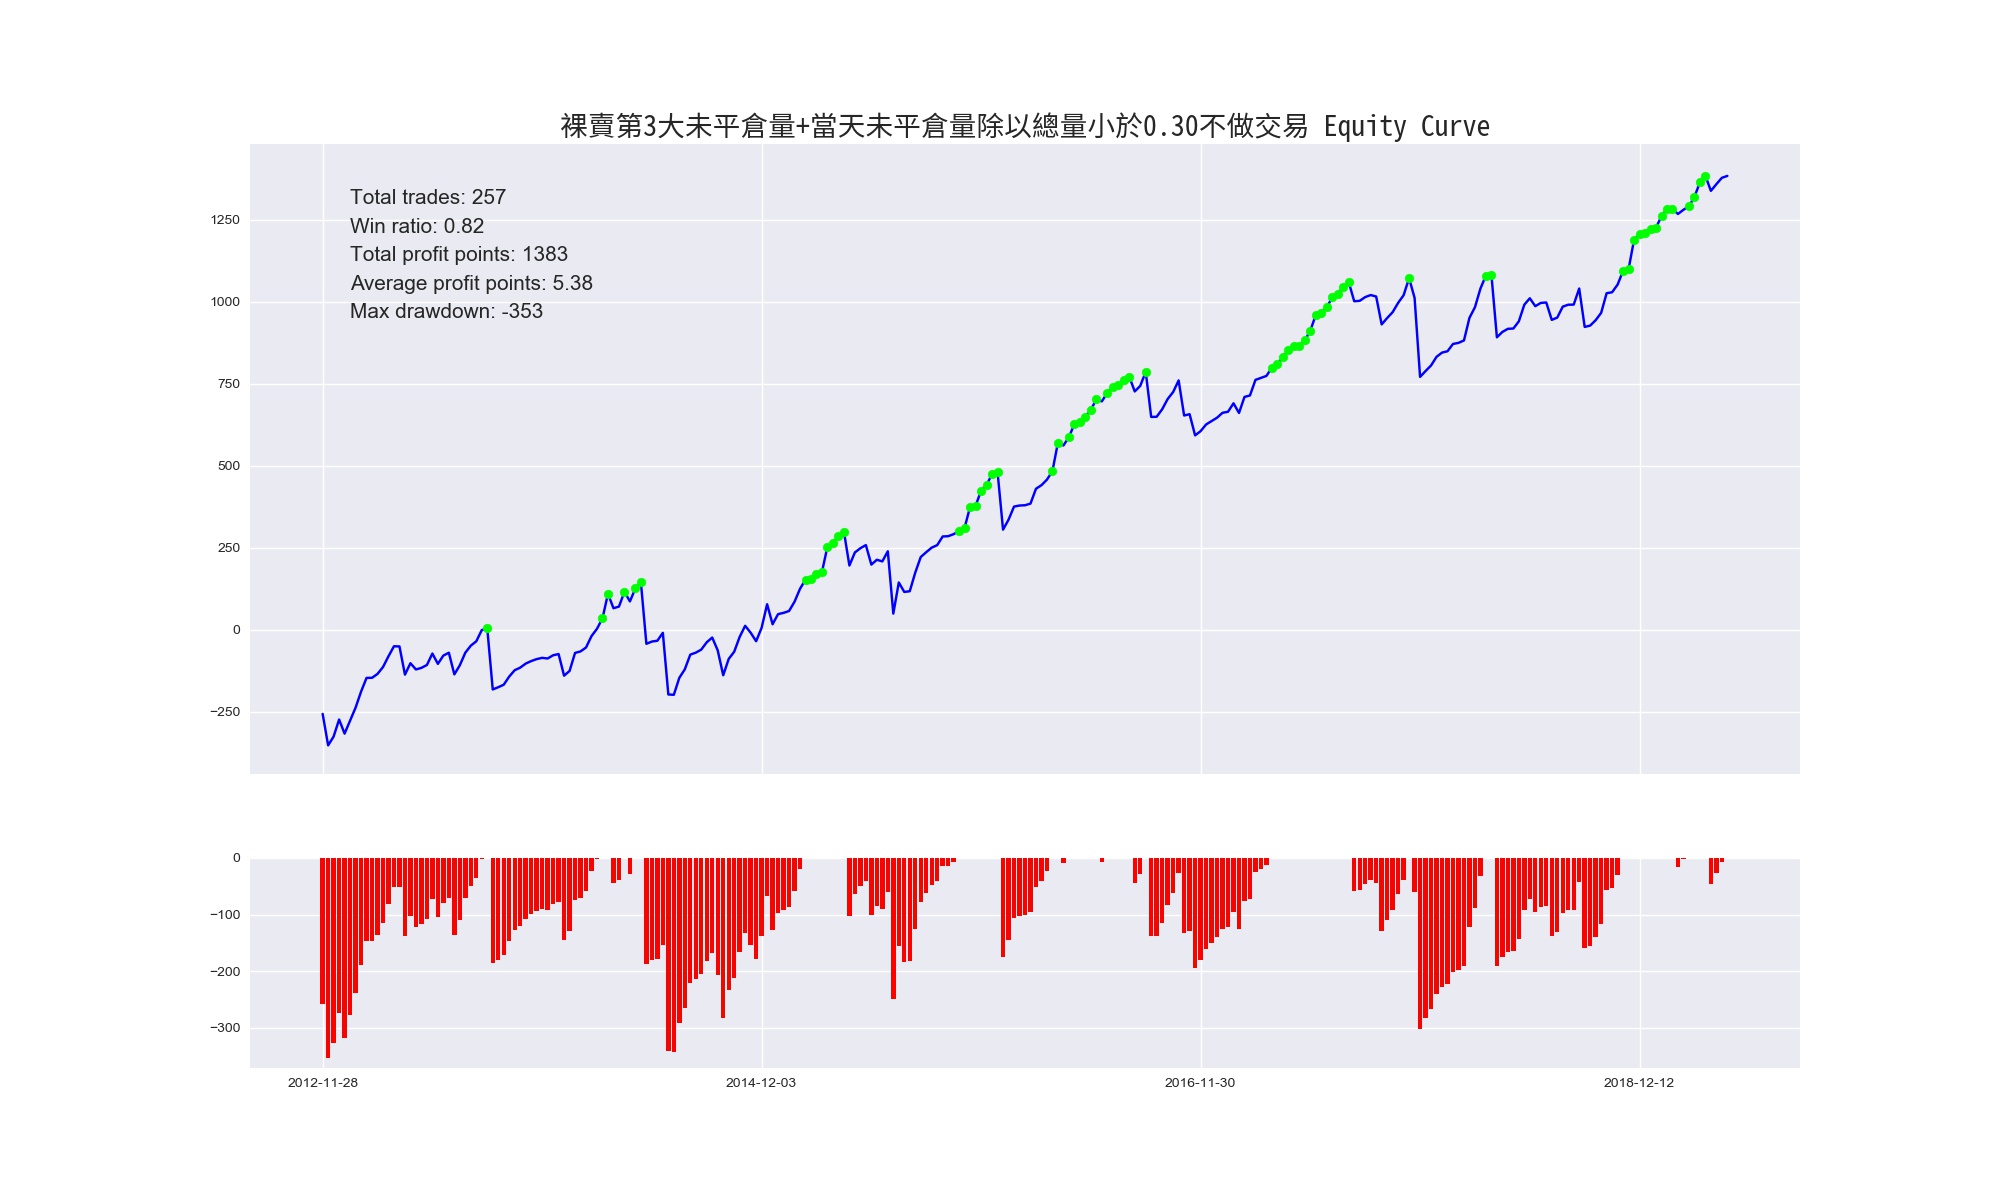 裸賣第3大未平倉量+當天未平倉量除以總量小於0.30不做交易 Equity Curve
Total trades: 257
Win ratio: 0.82
Total profit points: 1383
Average profit points: 5.38
Max drawdown: -353
1250
1000
750
500
250
0
−250
0
−100
−200
−300
2012-11-28
2014-12-03
2016-11-30
2018-12-12